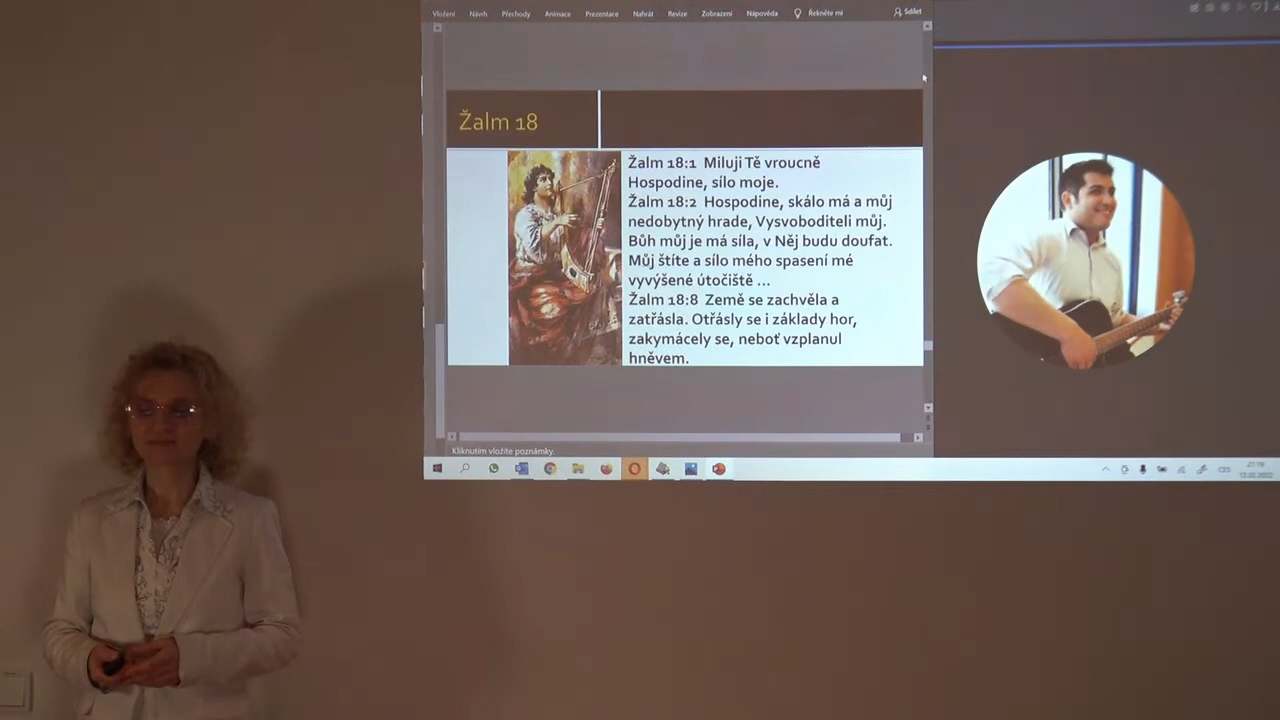 Vložení Návrh Přechody Animace Prezentace Nahrát Revize Zobrazení Nápověda Řekněte mi Sdílet
Žalm 18
Žalm 18:1 Miluji Tě vroucně
Hospodine, sílo moje.
Žalm 18:2 Hospodine, skálo má a můj
nedobytný hrade, Vysvoboditeli můj.
Bůh můj je má síla, v Něj budu doufat.
Můj štíte a sílo mého spasení mé
vyvýšené útočiště ...
Žalm 18:8 Země se zachvěla a
zatřásla. Otřásly se i základy hor,
zakymácely se, neboť vzplanul
hněvem.
Kliknutím vložíte poznámky.
CES